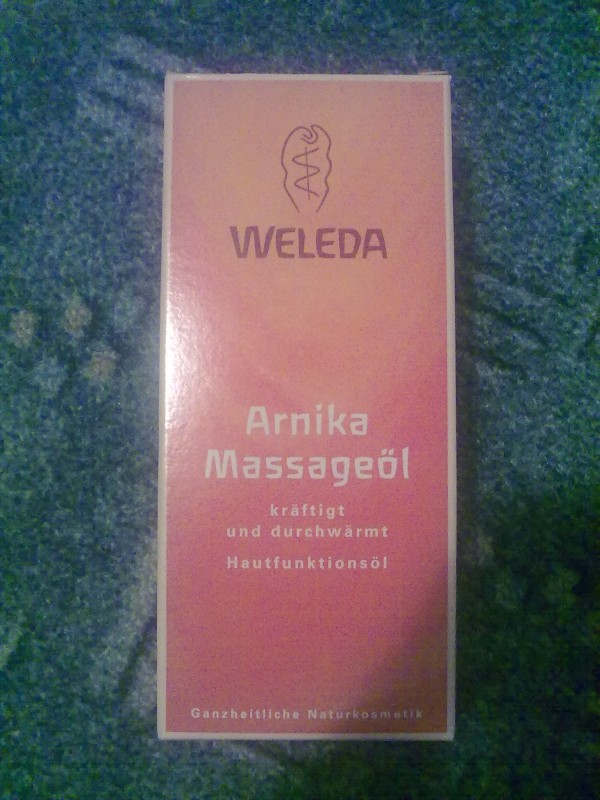 WELEDA
Arnika
Massageöl
kräftigt
und durchwärmt
Hautfunktionsöl
Ganzheitliche Naturkosmetik